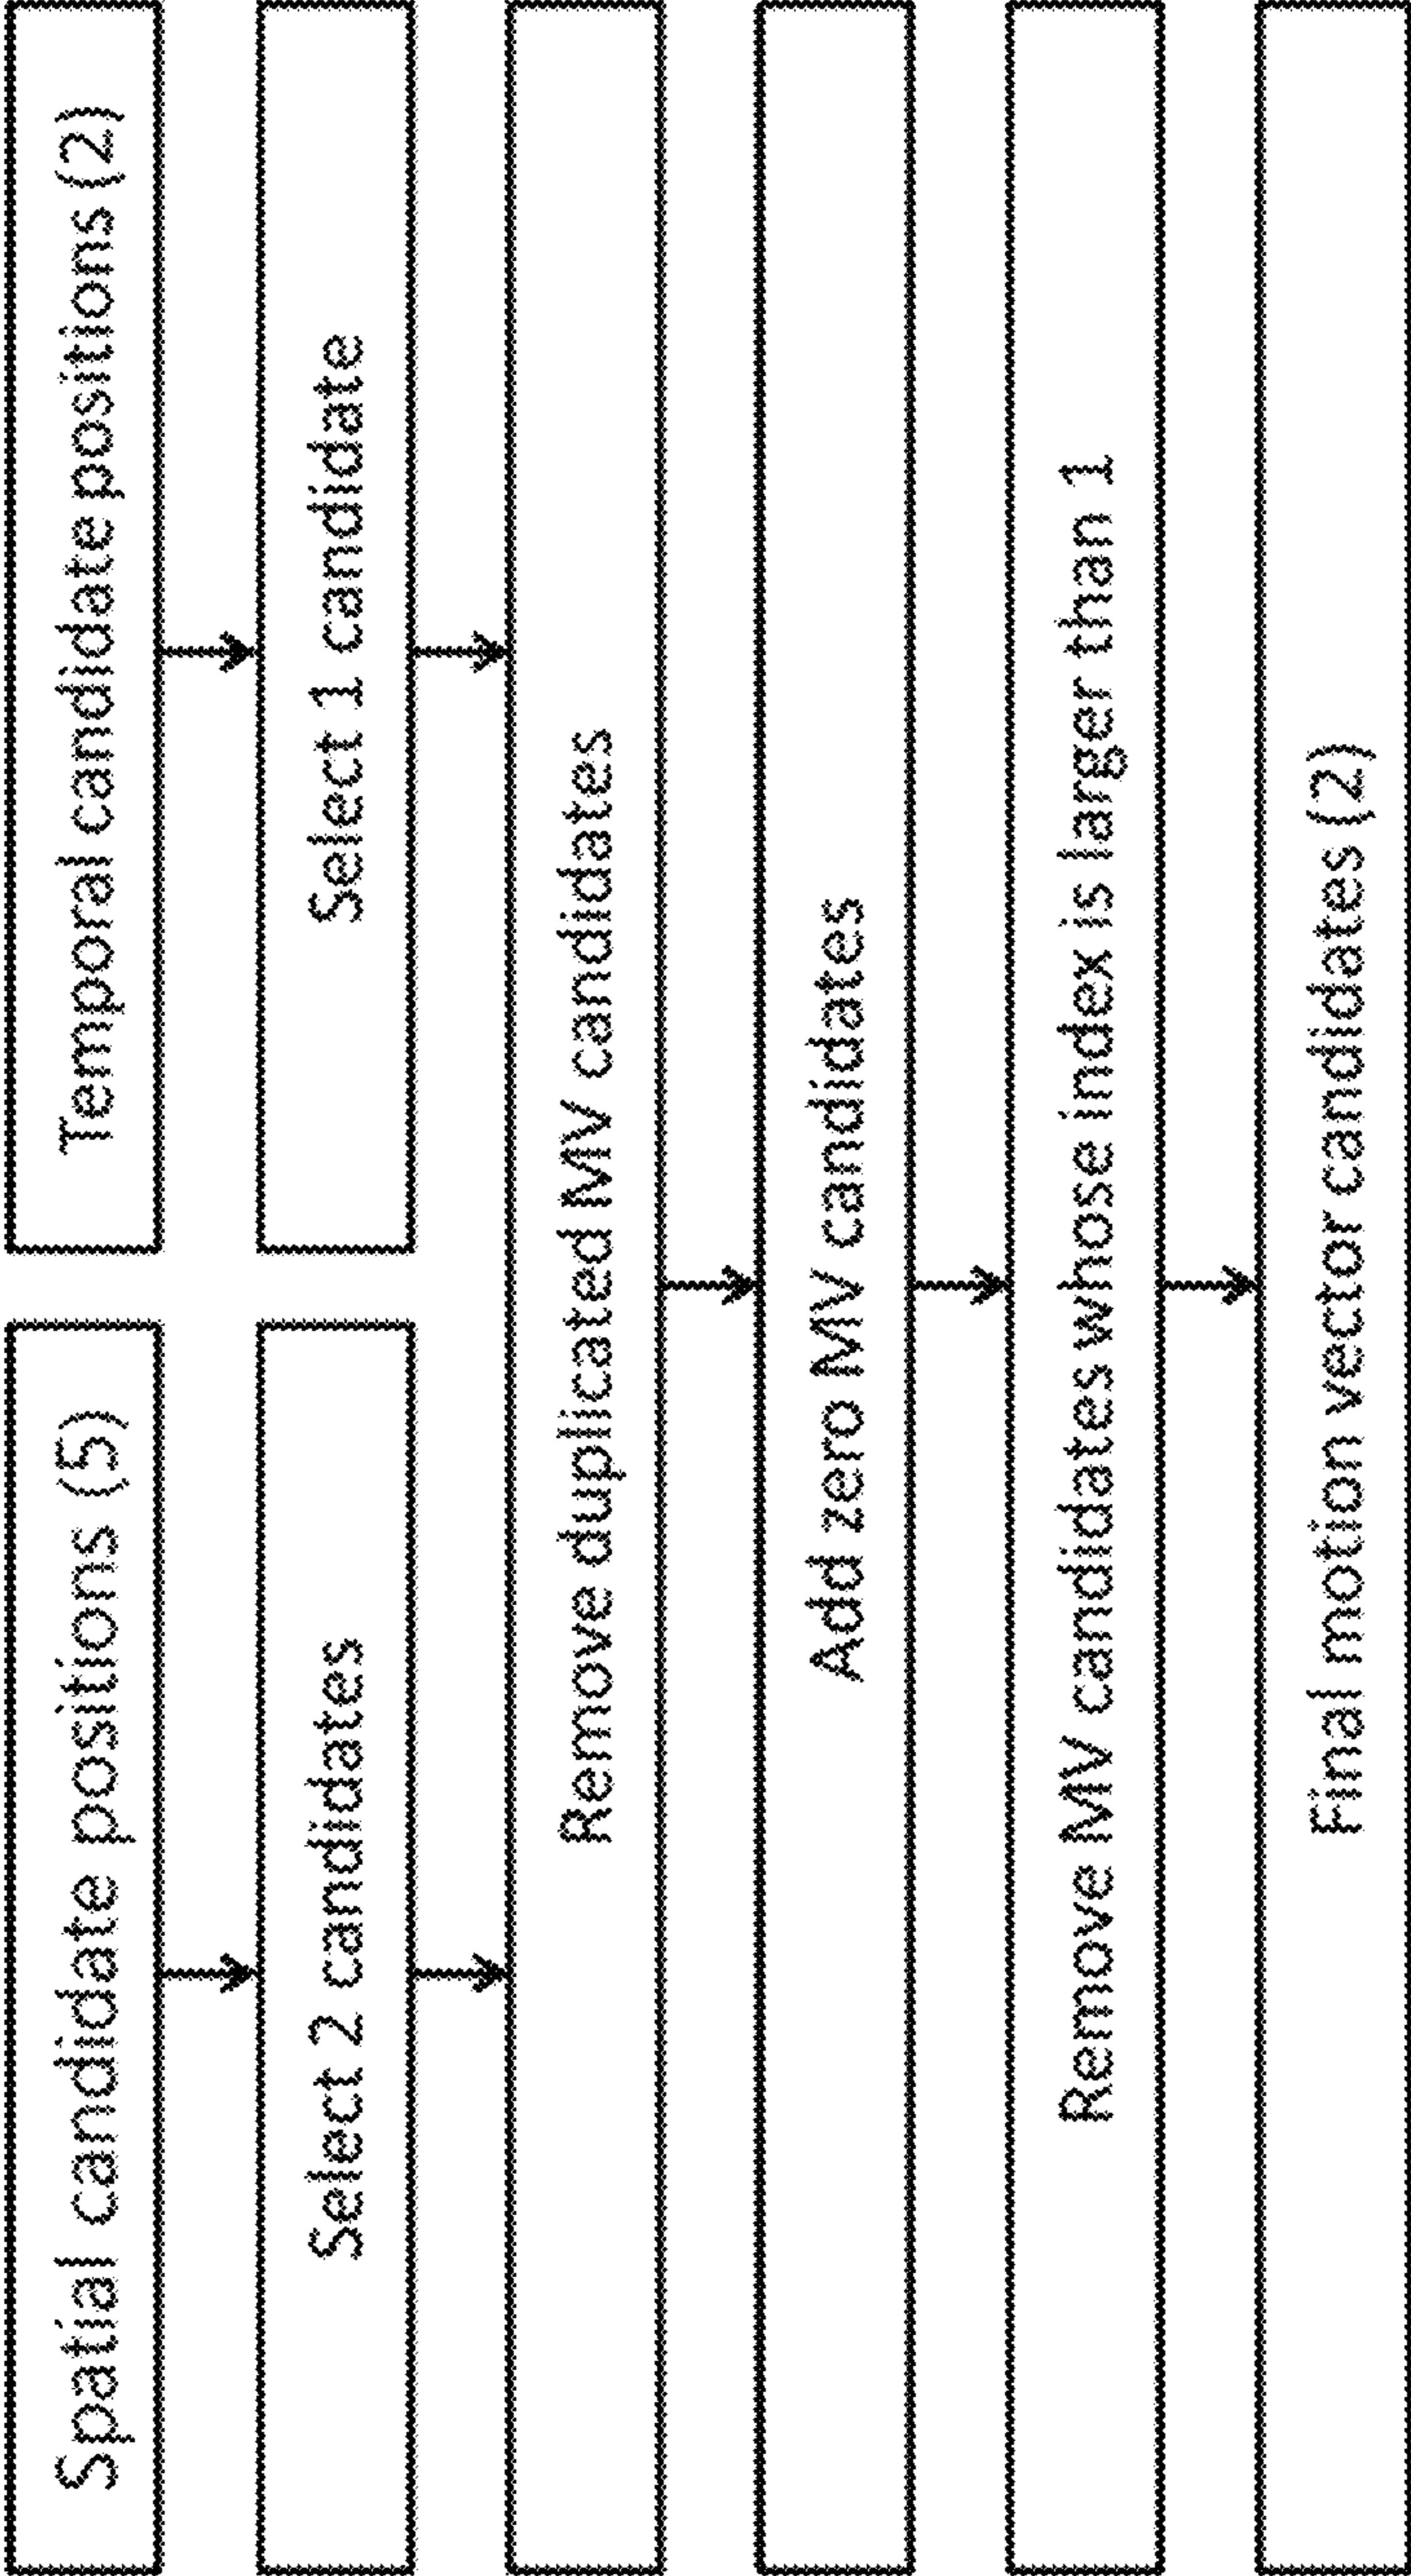 Spatial candidate positions (5)
Temporal candidate positions (2)
Select 2 candidates
Select 1 candidate
Remove duplicated MV candidates
Add zero MV candidates
Remove MV candidates whose index is larger than 1
Final motion vector candidates (2)